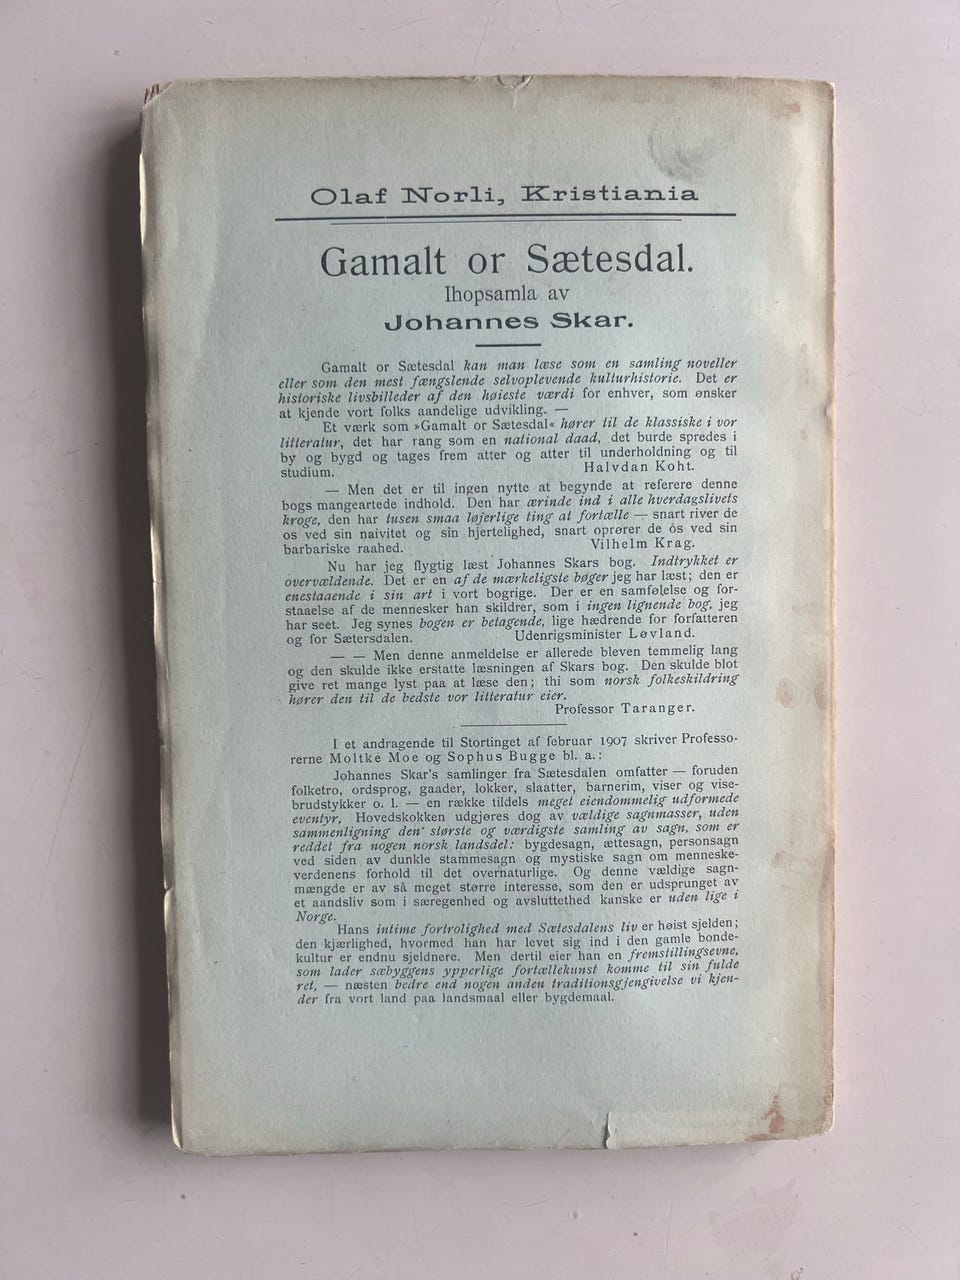 Olaf Norli, Kristiania
Gamalt or Sætesdal.
Ihopsamla av
Johannes Skar.
Gamalt or Sætesdal kan man læse som en samling noveller
eller som den mest fængslende selvoplevende kulturhistorie. Det er
historiske livsbilleder af den høieste værdi for enhver, som ønsker
at kjende vort folks aandelige udvikling. —
Et værk som »Gamalt or Sætesdal« hører til de klassiske i vor
litteratur, det har rang som en national daad, det burde spredes i
by og bygd og tages frem atter og atter til underholdning og til
studium. Halvdan Koht.
— Men det er til ingen nytte at begynde at referere denne
bogs mangeartede indhold. Den har ærinde ind i alle hverdagslivets
kroge, den har tusen smaa løjerlige ting at fortælle — snart river de
os ved sin naivitet og sin hjertelighed, snart oprører de os ved sin
barbariske raahed. Vilhelm Krag.
Nu har jeg flygtig læst Johannes Skars bog. Indtrykket er
overvældende. Det er en af de mærkeligste bøger jeg har læst; den er
enestaaende i sin art i vort bogrige. Der er en samfølelse og for-
staaelse af de mennesker han skildrer, som i ingen lignende bog, jeg
har seet. Jeg synes bogen er betagende, lige hædrende for forfatteren
og for Sætersdalen. Udenrigsminister Løvland.
— — Men denne anmeldelse er allerede bleven temmelig lang
og den skulde ikke erstatte læsningen af Skars bog. Den skulde blot
give ret mange lyst paa at læse den; thi som norsk folkeskildring
hører den til de bedste vor litteratur eier.
Professor Taranger.
I et andragende til Stortinget af februar 1907 skriver Professo-
rerne Moltke Moe og Sophus Bugge bl. a.:
Johannes Skar's samlinger fra Sætesdalen omfatter — foruden
folketro, ordsprog, gaader, lokker, slaatter, barnerim, viser og vise-
brudstykker o. l. — en række tildels meget eiendommelig udformede
eventyr, Hovedskokken udgjøres dog av vældige sagnmasser, uden
sammenligning den største og værdigste samling av sagn, som er
reddet fra nogen norsk landsdel: bygdesagn, ættesagn, personsagn
ved siden av dunkle stammesagn og mystiske sagn om menneske-
verdenens forhold til det overnaturlige. Og denne vældige sagn-
mængde er av så meget større interesse, som den er udsprunget av
et aandsliv som i særegenhed og avsluttethed kanske er uden lige i
Norge.
Hans intime fortrolighed med Sætesdalens liv er høist sjelden;
den kjærlighed, hvormed han har levet sig ind i den gamle bonde-
kultur er endnu sjeldnere. Men dertil eier han en fremstillingsevne,
som lader sæbyggens ypperlige fortællekunst komme til sin fulde
ret, — næsten bedre end nogen anden traditionsgjengivelse vi kjen-
der fra vort land paa landsmaal eller bygdemaal.